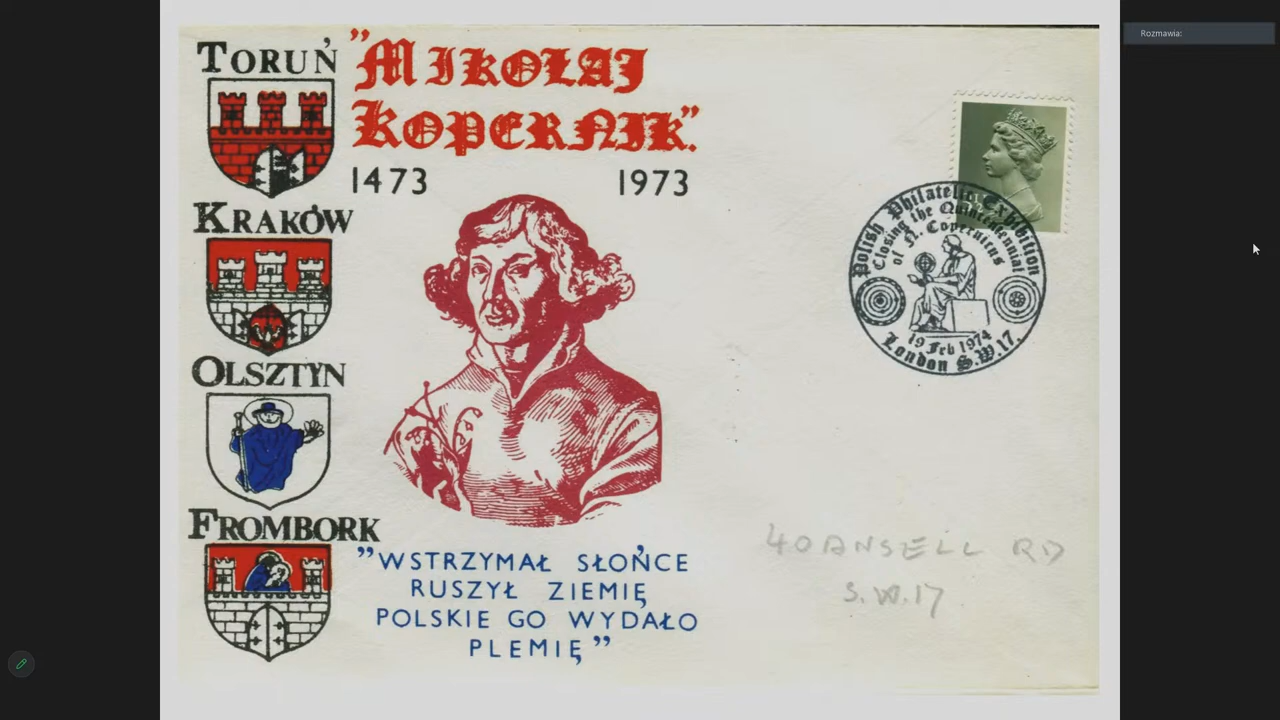 Rozmawia:
TORUŃ
"MIKOŁAJ
KOPERNIK".
1473 1973
KRAKÓW
OLSZTYN
FROMBORK
"WSTRZYMAŁ SŁOŃCE
RUSZYŁ ZIEMIĘ
POLSKIE GO WYDAŁO
PLEMIĘ"
Polish Philatelic Exhibition
Closing the Quincentennial
of N. Copernicus
19 Feb 1974
London S.W.17
40 ANSELL RD
S.W.17